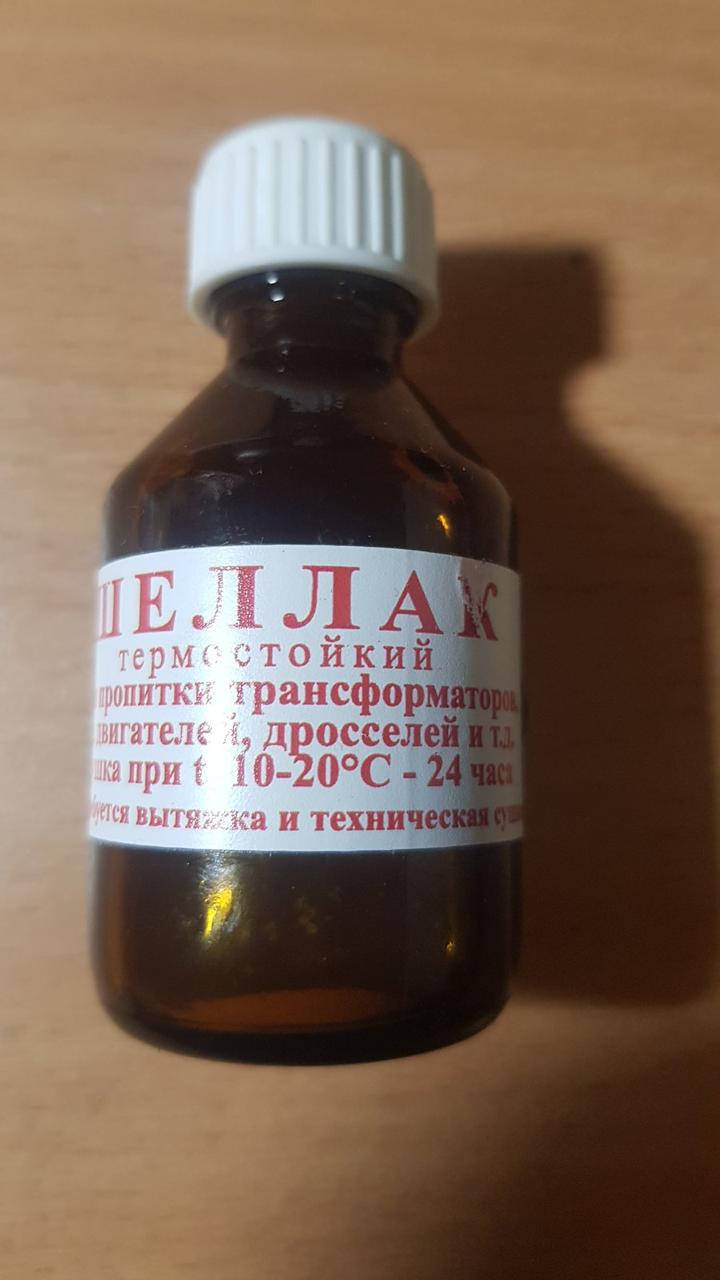 ШЕЛЛАК
термостойкий
пропитки трансформаторов,
двигателей, дросселей и т.д.
при t 10-20°С - 24 часа
вытяжка и техническая